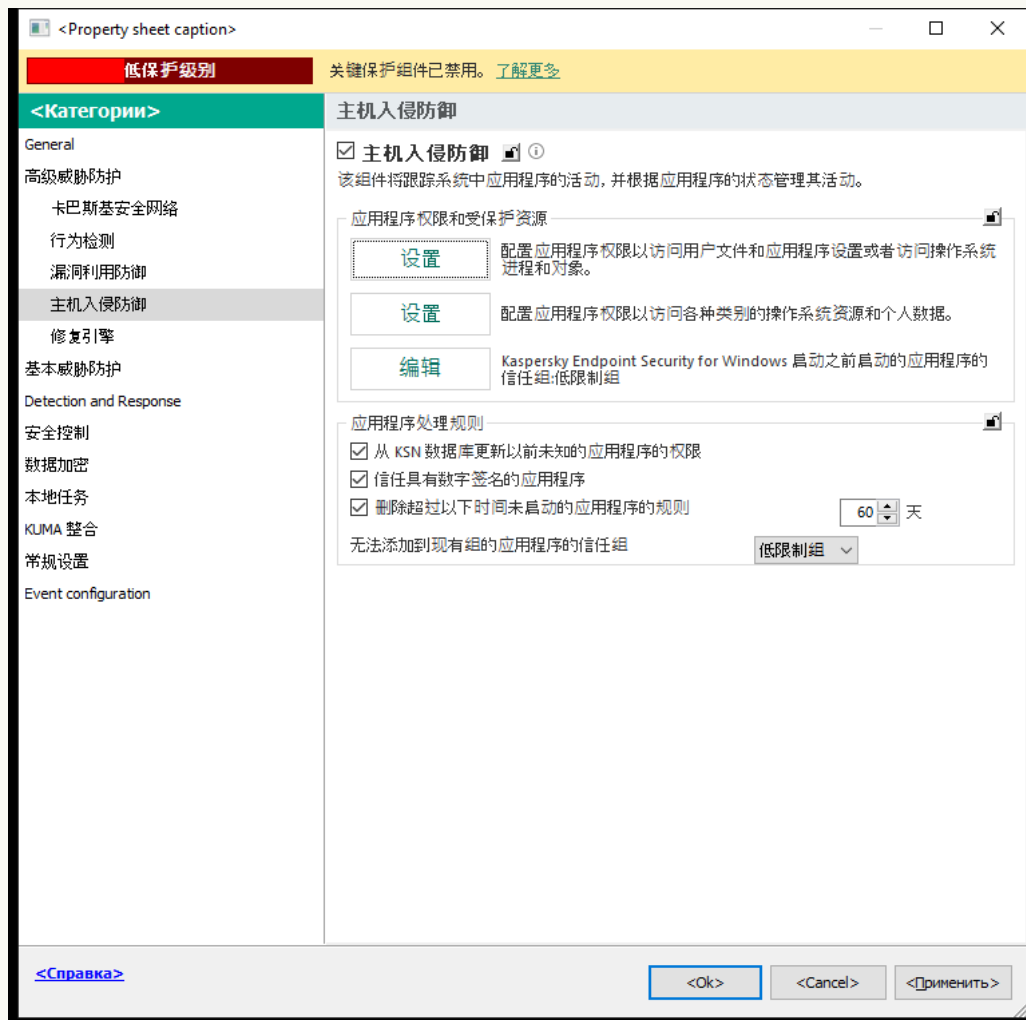 <Property sheet caption>
低保护级别
关键保护组件已禁用。 了解更多
<Категории>
General
高级威胁防护
卡巴斯基安全网络
行为检测
漏洞利用防御
主机入侵防御
修复引擎
基本威胁防护
Detection and Response
安全控制
数据加密
本地任务
KUMA 整合
常规设置
Event configuration
主机入侵防御
主机入侵防御
该组件将跟踪系统中应用程序的活动, 并根据应用程序的状态管理其活动。
应用程序权限和受保护资源
设置
配置应用程序权限以访问用户文件和应用程序设置或者访问操作系统
进程和对象。
设置
配置应用程序权限以访问各种类别的操作系统资源和个人数据。
编辑
Kaspersky Endpoint Security for Windows 启动之前启动的应用程序的
信任组:低限制组
应用程序处理规则
从 KSN 数据库更新以前未知的应用程序的权限
信任具有数字签名的应用程序
删除超过以下时间未启动的应用程序的规则 60 天
无法添加到现有组的应用程序的信任组 低限制组
<Справка>
<Ok> <Cancel> <Применить>